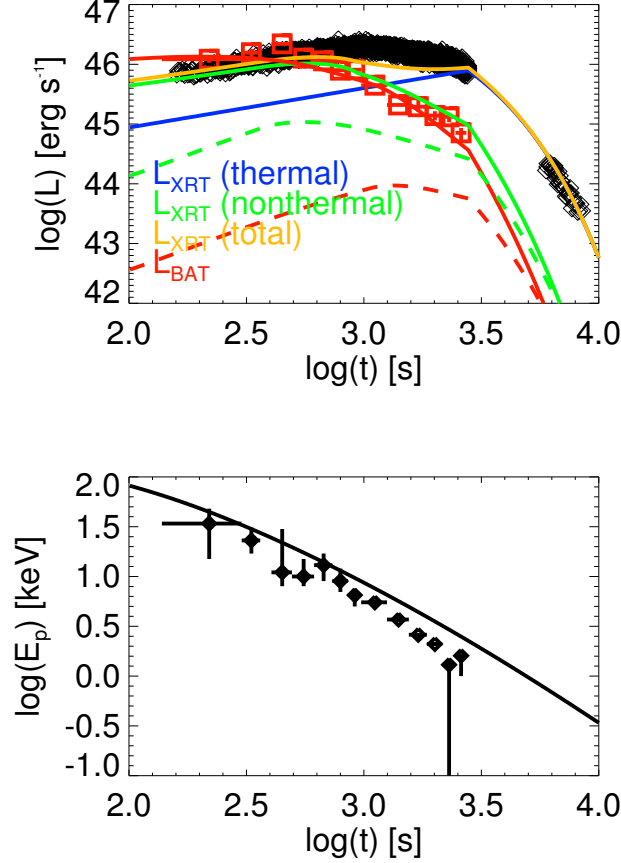 47
46
45
44
43
42
log(L) [erg s⁻¹]
L_XRT (thermal)
L_XRT (nonthermal)
L_XRT (total)
L_BAT
2.0 2.5 3.0 3.5 4.0
log(t) [s]
2.0
1.5
1.0
0.5
0.0
-0.5
-1.0
log(E_p) [keV]
2.0 2.5 3.0 3.5 4.0
log(t) [s]